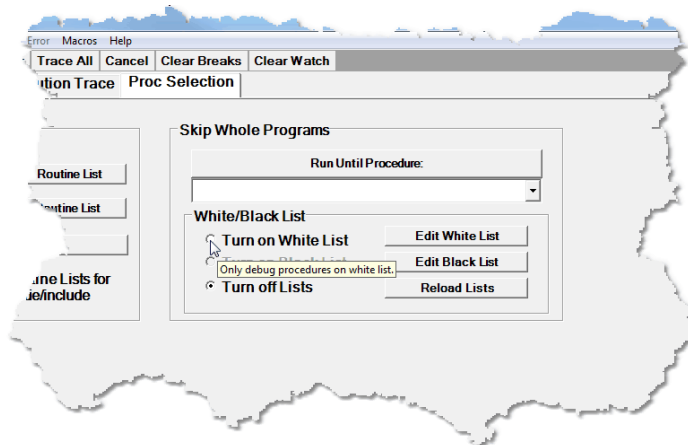 Error Macros Help
Trace All Cancel Clear Breaks Clear Watch
ution Trace Proc Selection
Skip Whole Programs
Run Until Procedure:
Routine List
outine List
White/Black List
Turn on White List Edit White List
Edit Black List
Only debug procedures on white list.
Turn off Lists Reload Lists
ine Lists for
ue/include